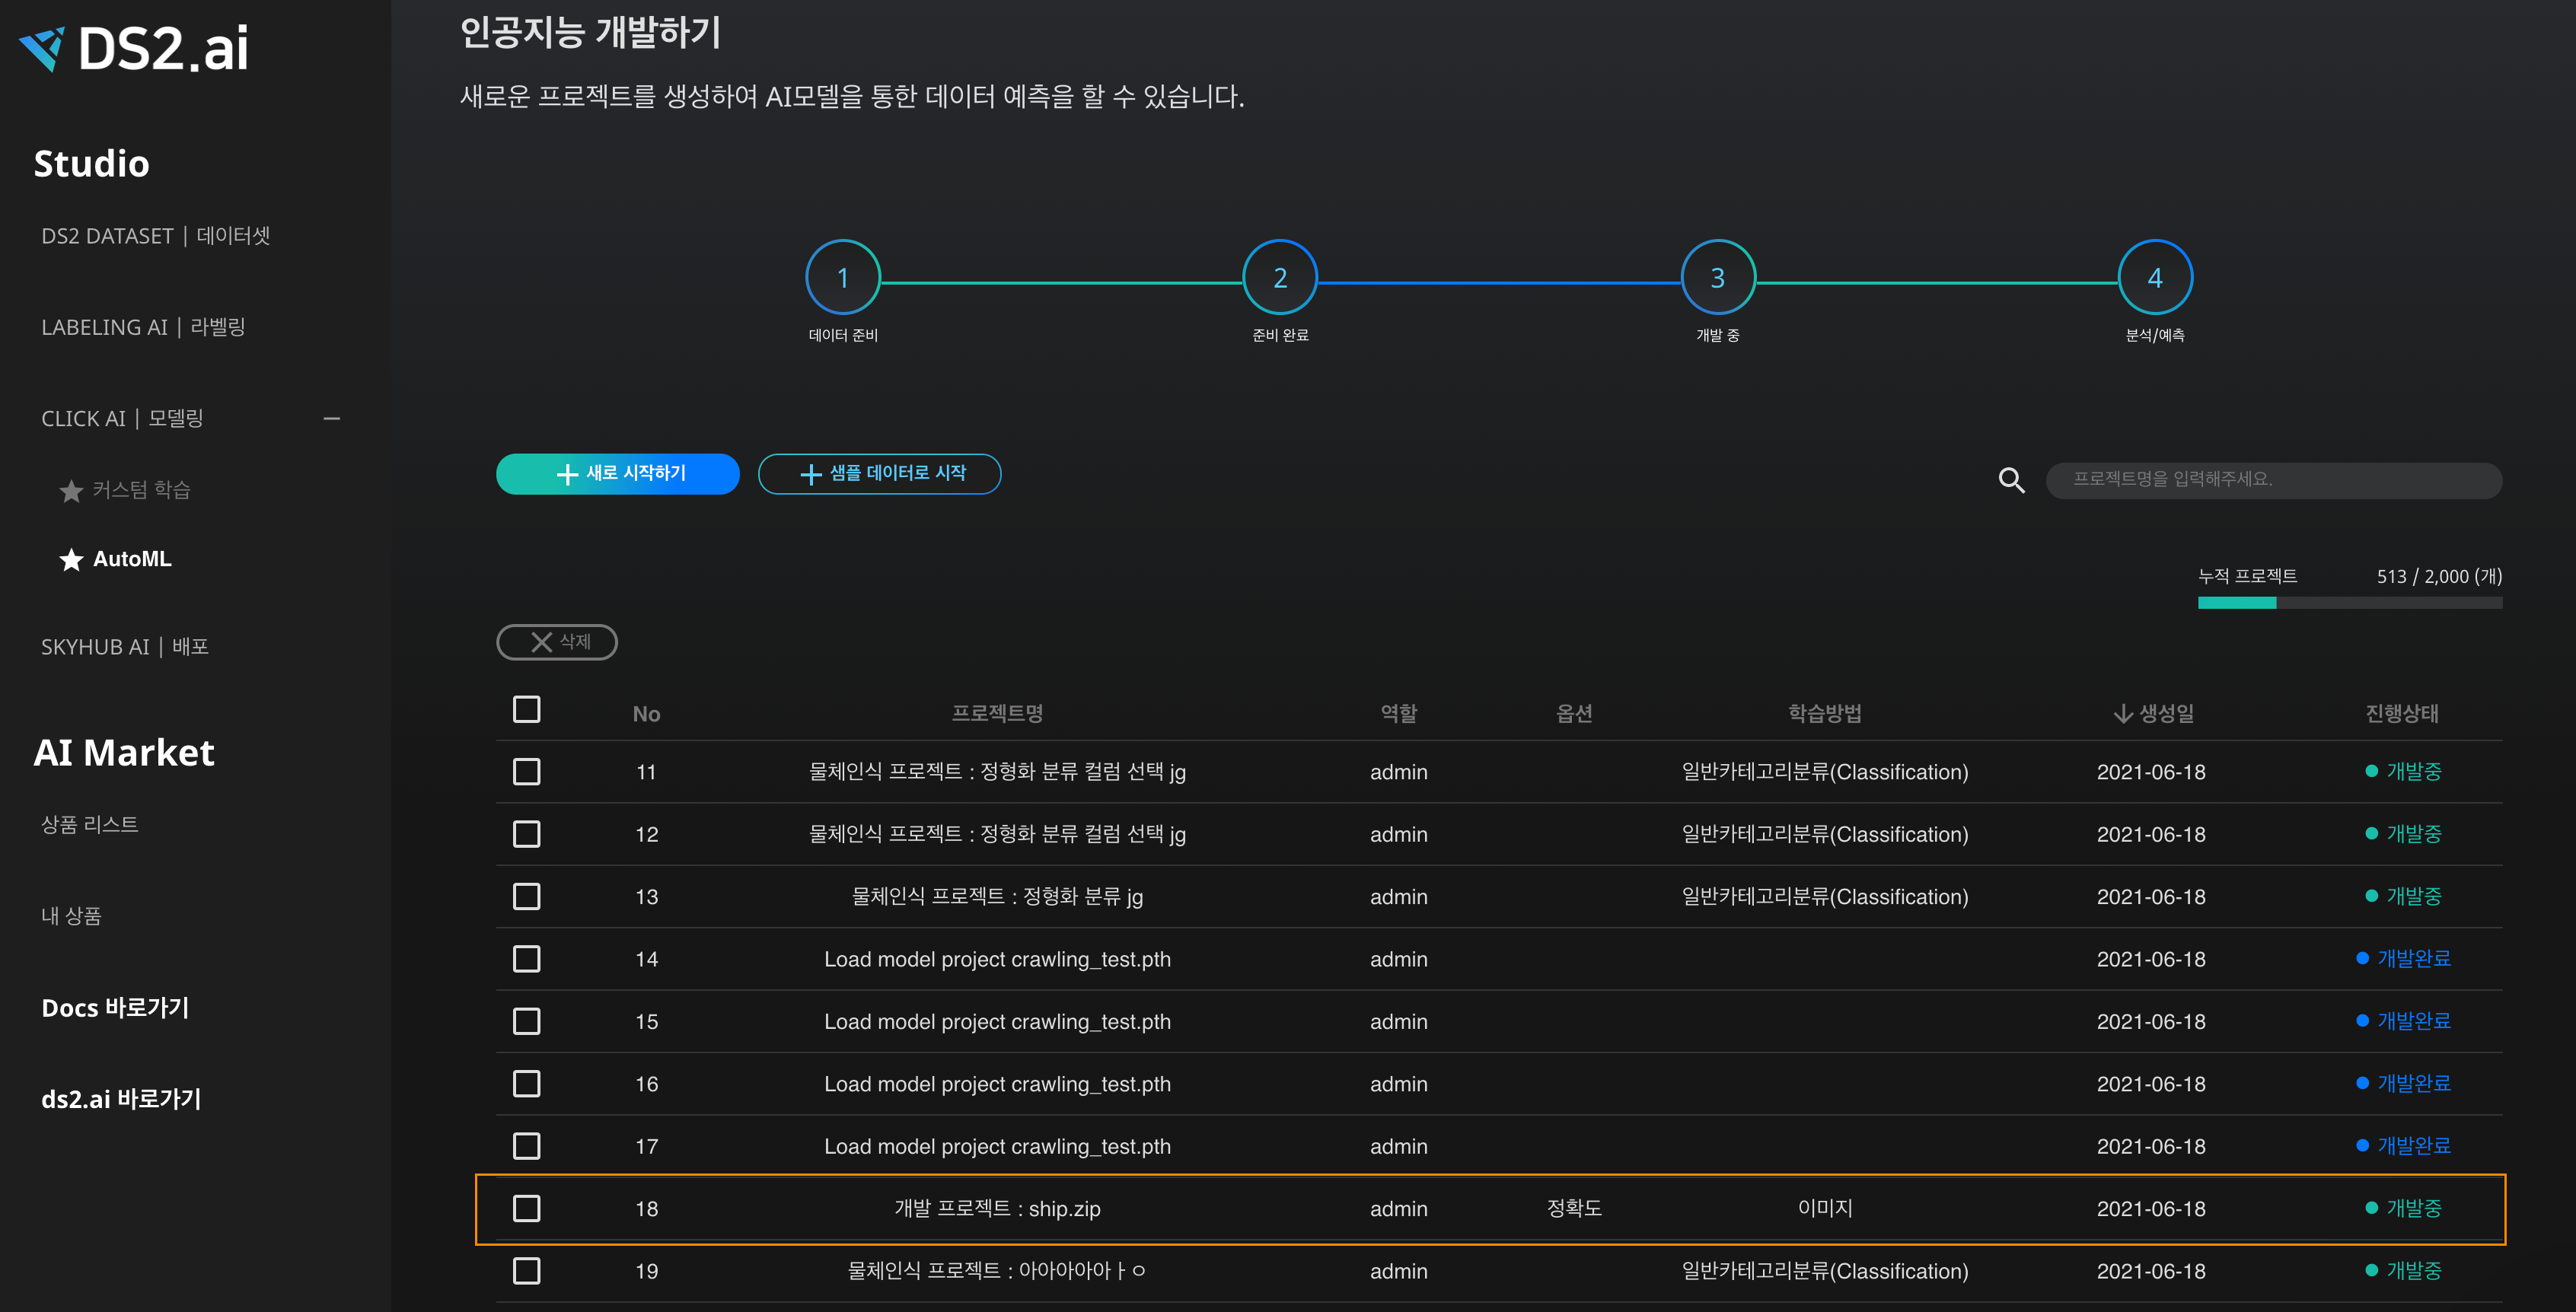 DS2.ai
Studio
DS2 DATASET | 데이터셋
LABELING AI | 라벨링
CLICK AI | 모델링
커스텀 학습
AutoML
SKYHUB AI | 배포
AI Market
상품 리스트
내 상품
Docs 바로가기
ds2.ai 바로가기
인공지능 개발하기
새로운 프로젝트를 생성하여 AI모델을 통한 데이터 예측을 할 수 있습니다.
1 2 3 4
데이터 준비 준비 완료 개발 중 분석/예측
새로 시작하기 샘플 데이터로 시작 프로젝트명을 입력해주세요.
누적 프로젝트 513 / 2,000 (개)
삭제
No 프로젝트명 역할 옵션 학습방법 생성일 진행상태
11 물체인식 프로젝트 : 정형화 분류 컬럼 선택 jg admin 일반카테고리분류(Classification) 2021-06-18 개발중
12 물체인식 프로젝트 : 정형화 분류 컬럼 선택 jg admin 일반카테고리분류(Classification) 2021-06-18 개발중
13 물체인식 프로젝트 : 정형화 분류 jg admin 일반카테고리분류(Classification) 2021-06-18 개발중
14 Load model project crawling_test.pth admin 2021-06-18 개발완료
15 Load model project crawling_test.pth admin 2021-06-18 개발완료
16 Load model project crawling_test.pth admin 2021-06-18 개발완료
17 Load model project crawling_test.pth admin 2021-06-18 개발완료
18 개발 프로젝트 : ship.zip admin 정확도 이미지 2021-06-18 개발중
19 물체인식 프로젝트 : 아아아아아ㅏㅇ admin 일반카테고리분류(Classification) 2021-06-18 개발중